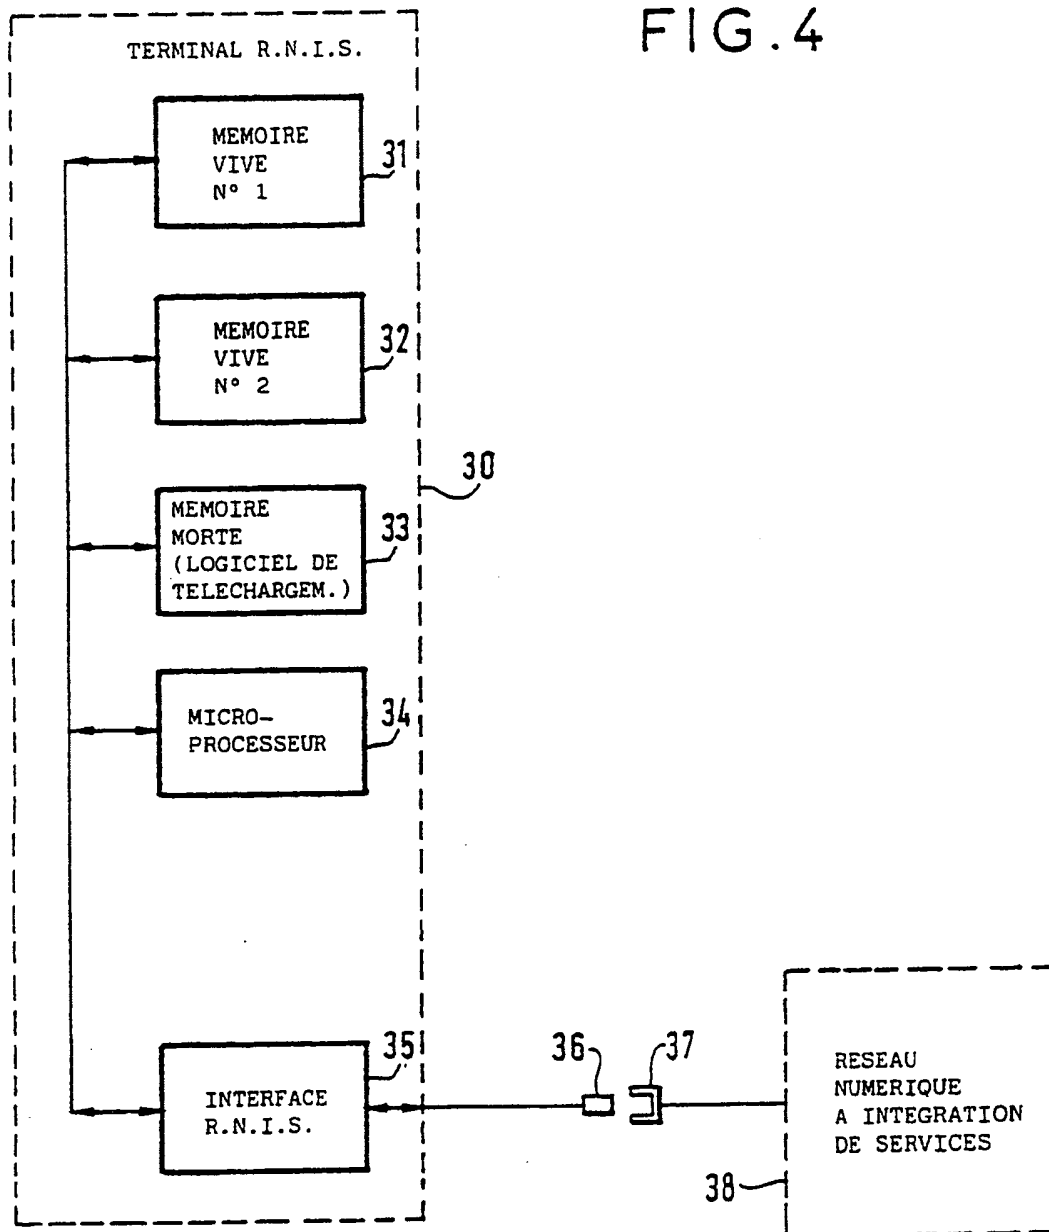 FIG.4
TERMINAL R.N.I.S.
MEMOIRE
VIVE
N° 1
31
MEMOIRE
VIVE
N° 2
32
30
MEMOIRE
MORTE
(LOGICIEL DE
TELECHARGEM.)
33
MICRO-
PROCESSEUR
34
INTERFACE
R.N.I.S.
35
36
37
RESEAU
NUMERIQUE
A INTEGRATION
DE SERVICES
38